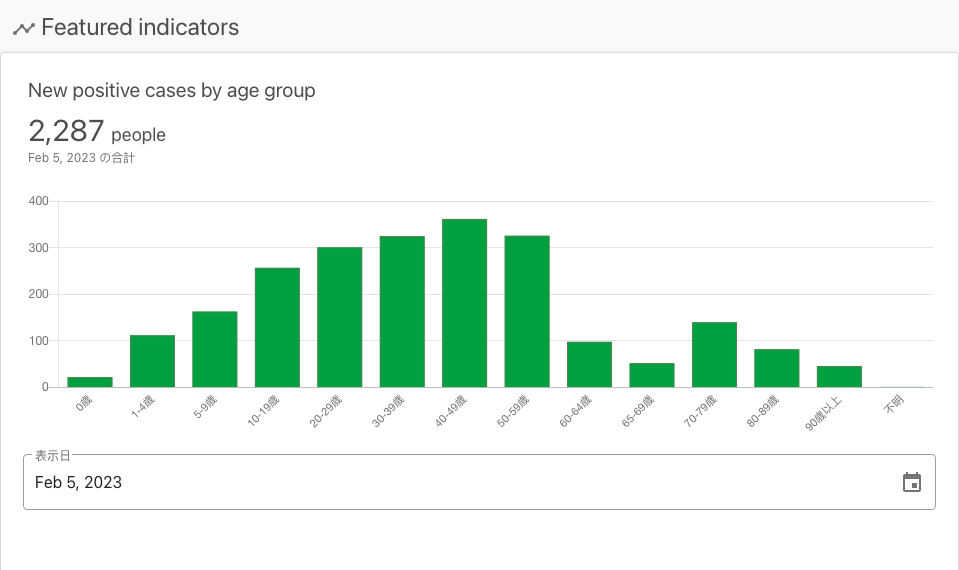 Featured indicators
New positive cases by age group
2,287 people
Feb 5, 2023 の合計
400
300
200
100
0
0歳
1-4歳
5-9歳
10-19歳
20-29歳
30-39歳
40-49歳
50-59歳
60-64歳
65-69歳
70-79歳
80-89歳
90歳以上
不明
表示日
Feb 5, 2023